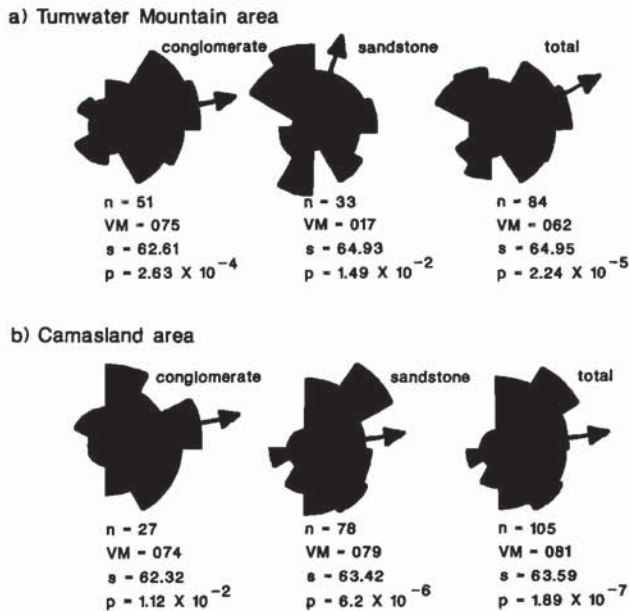 a) Tumwater Mountain area
conglomerate sandstone total
n = 51 n = 33 n = 84
VM = 075 VM = 017 VM = 062
s = 62.61 s = 64.93 s = 64.95
p = 2.63 X 10⁻⁴ p = 1.49 X 10⁻² p = 2.24 X 10⁻⁵
b) Camasland area
conglomerate sandstone total
n = 27 n = 78 n = 105
VM = 074 VM = 079 VM = 081
s = 62.32 s = 63.42 s = 63.59
p = 1.12 X 10⁻² p = 6.2 X 10⁻⁶ p = 1.89 X 10⁻⁷